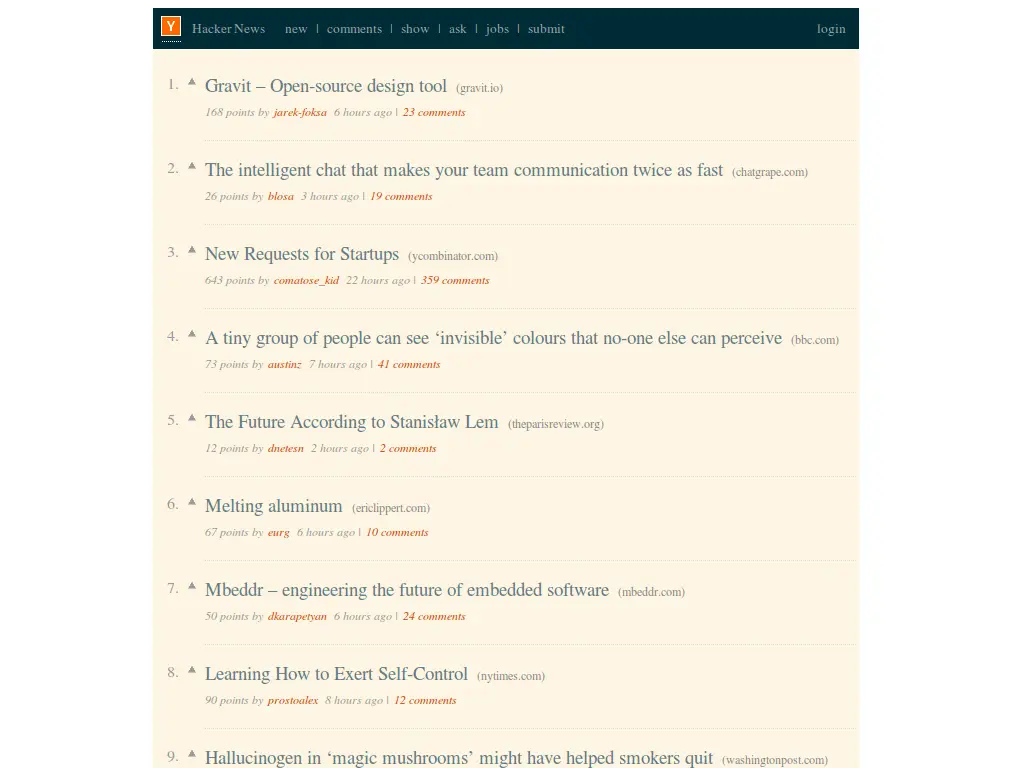 Y Hacker News new | comments | show | ask | jobs | submit login
1. ▲ Gravit – Open-source design tool (gravit.io)
168 points by jarek-foksa 6 hours ago | 23 comments
2. ▲ The intelligent chat that makes your team communication twice as fast (chatgrape.com)
26 points by blosa 3 hours ago | 19 comments
3. ▲ New Requests for Startups (ycombinator.com)
643 points by comatose_kid 22 hours ago | 359 comments
4. ▲ A tiny group of people can see ‘invisible’ colours that no-one else can perceive (bbc.com)
73 points by austinz 7 hours ago | 41 comments
5. ▲ The Future According to Stanisław Lem (theparisreview.org)
12 points by dnetesn 2 hours ago | 2 comments
6. ▲ Melting aluminum (ericlippert.com)
67 points by eurg 6 hours ago | 10 comments
7. ▲ Mbeddr – engineering the future of embedded software (mbeddr.com)
50 points by dkarapetyan 6 hours ago | 24 comments
8. ▲ Learning How to Exert Self-Control (nytimes.com)
90 points by prostoalex 8 hours ago | 12 comments
9. ▲ Hallucinogen in ‘magic mushrooms’ might have helped smokers quit (washingtonpost.com)